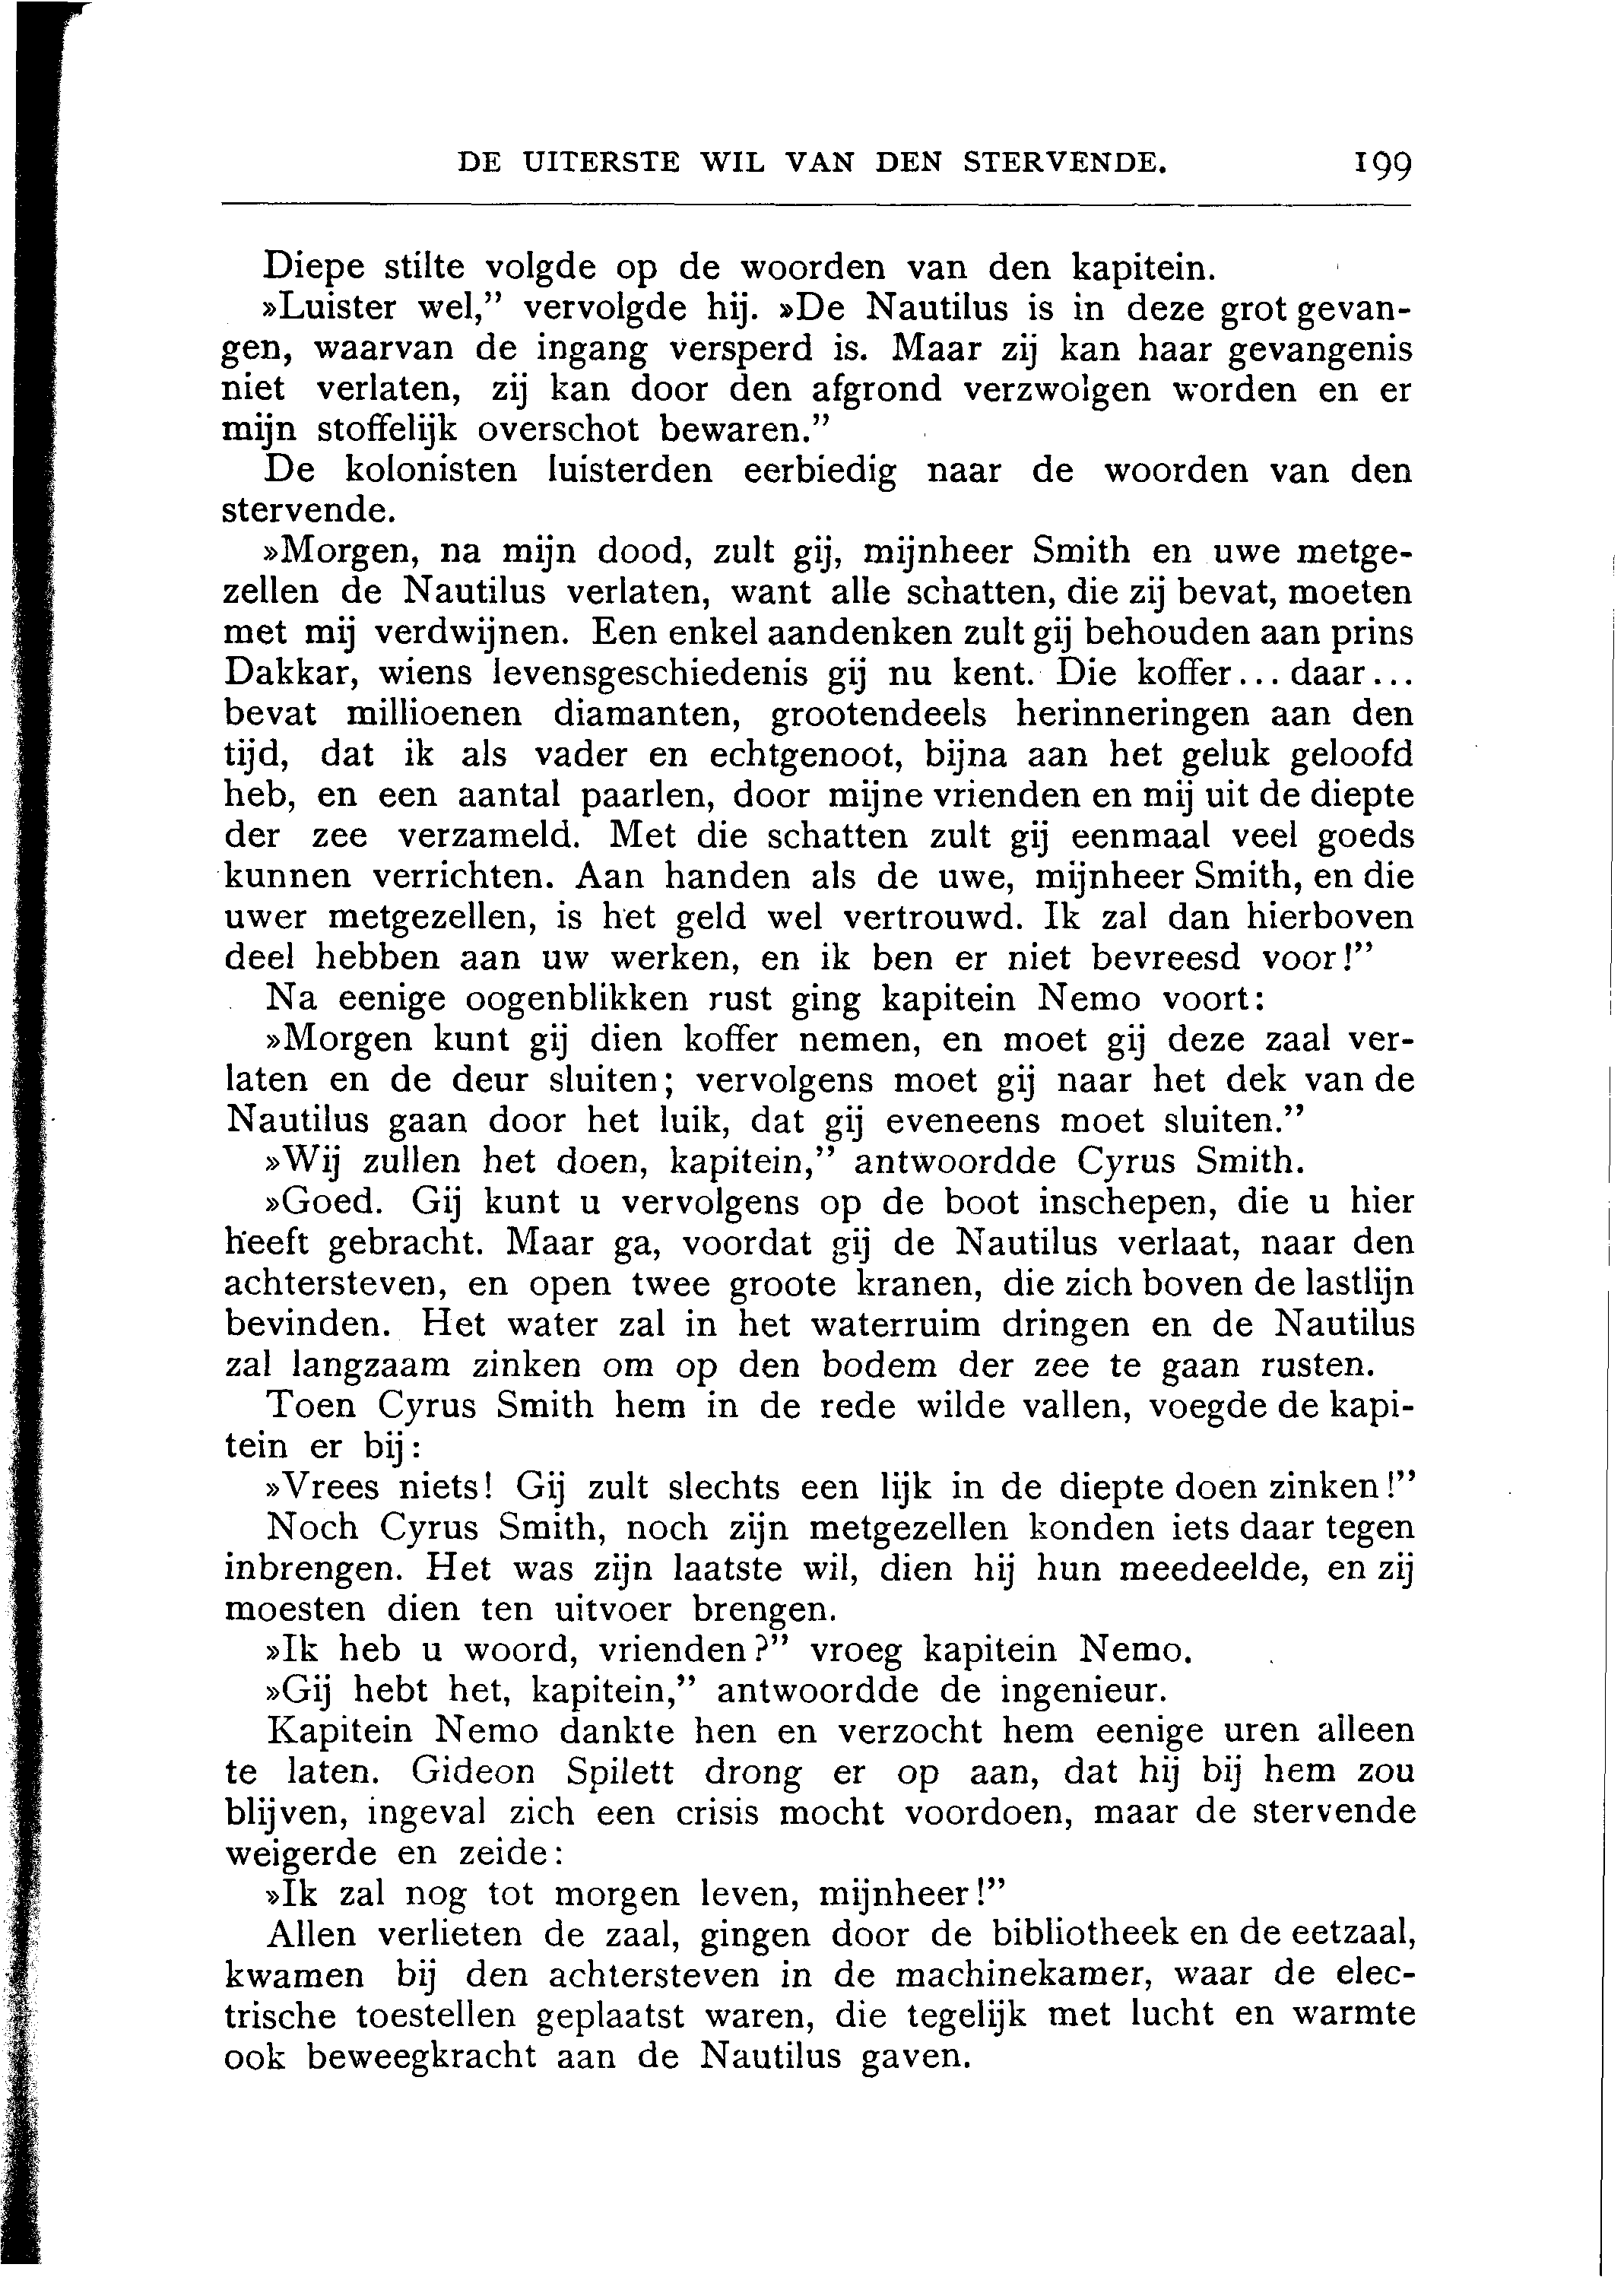 DE UITERSTE WIL VAN DEN STERVENDE. 199
Diepe stilte volgde op de woorden van den kapitein.
»Luister wel,” vervolgde hij. »De Nautilus is in deze grot gevan-
gen, waarvan de ingang versperd is. Maar zij kan haar gevangenis
niet verlaten, zij kan door den afgrond verzwolgen worden en er
mijn stoffelijk overschot bewaren.”
De kolonisten luisterden eerbiedig naar de woorden van den
stervende.
»Morgen, na mijn dood, zult gij, mijnheer Smith en uwe metge-
zellen de Nautilus verlaten, want alle schatten, die zij bevat, moeten
met mij verdwijnen. Een enkel aandenken zult gij behouden aan prins
Dakkar, wiens levensgeschiedenis gij nu kent. Die koffer... daar...
bevat millioenen diamanten, grootendeels herinneringen aan den
tijd, dat ik als vader en echtgenoot, bijna aan het geluk geloofd
heb, en een aantal paarlen, door mijne vrienden en mij uit de diepte
der zee verzameld. Met die schatten zult gij eenmaal veel goeds
kunnen verrichten. Aan handen als de uwe, mijnheer Smith, en die
uwer metgezellen, is het geld wel vertrouwd. Ik zal dan hierboven
deel hebben aan uw werken, en ik ben er niet bevreesd voor!”
Na eenige oogenblikken rust ging kapitein Nemo voort:
»Morgen kunt gij dien koffer nemen, en moet gij deze zaal ver-
laten en de deur sluiten; vervolgens moet gij naar het dek van de
Nautilus gaan door het luik, dat gij eveneens moet sluiten.”
»Wij zullen het doen, kapitein,” antwoordde Cyrus Smith.
»Goed. Gij kunt u vervolgens op de boot inschepen, die u hier
heeft gebracht. Maar ga, voordat gij de Nautilus verlaat, naar den
achtersteven, en open twee groote kranen, die zich boven de lastlijn
bevinden. Het water zal in het waterruim dringen en de Nautilus
zal langzaam zinken om op den bodem der zee te gaan rusten.
Toen Cyrus Smith hem in de rede wilde vallen, voegde de kapi-
tein er bij:
»Vrees niets! Gij zult slechts een lijk in de diepte doen zinken!”
Noch Cyrus Smith, noch zijn metgezellen konden iets daar tegen
inbrengen. Het was zijn laatste wil, dien hij hun meedeelde, en zij
moesten dien ten uitvoer brengen.
»Ik heb u woord, vrienden?” vroeg kapitein Nemo.
»Gij hebt het, kapitein,” antwoordde de ingenieur.
Kapitein Nemo dankte hen en verzocht hem eenige uren alleen
te laten. Gideon Spilett drong er op aan, dat hij bij hem zou
blijven, ingeval zich een crisis mocht voordoen, maar de stervende
weigerde en zeide:
»Ik zal nog tot morgen leven, mijnheer!”
Allen verlieten de zaal, gingen door de bibliotheek en de eetzaal,
kwamen bij den achtersteven in de machinekamer, waar de elec-
trische toestellen geplaatst waren, die tegelijk met lucht en warmte
ook beweegkracht aan de Nautilus gaven.